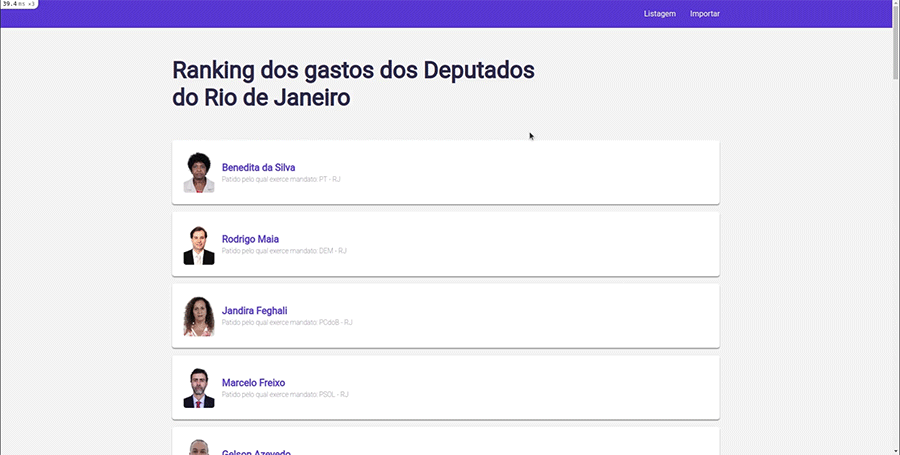 39.4 ms ×3
Listagem Importar
Ranking dos gastos dos Deputados
do Rio de Janeiro
Benedita da Silva
Patido pelo qual exerce mandato: PT - RJ
Rodrigo Maia
Patido pelo qual exerce mandato: DEM - RJ
Jandira Feghali
Patido pelo qual exerce mandato: PCdoB - RJ
Marcelo Freixo
Patido pelo qual exerce mandato: PSOL - RJ
Gelson Azevedo